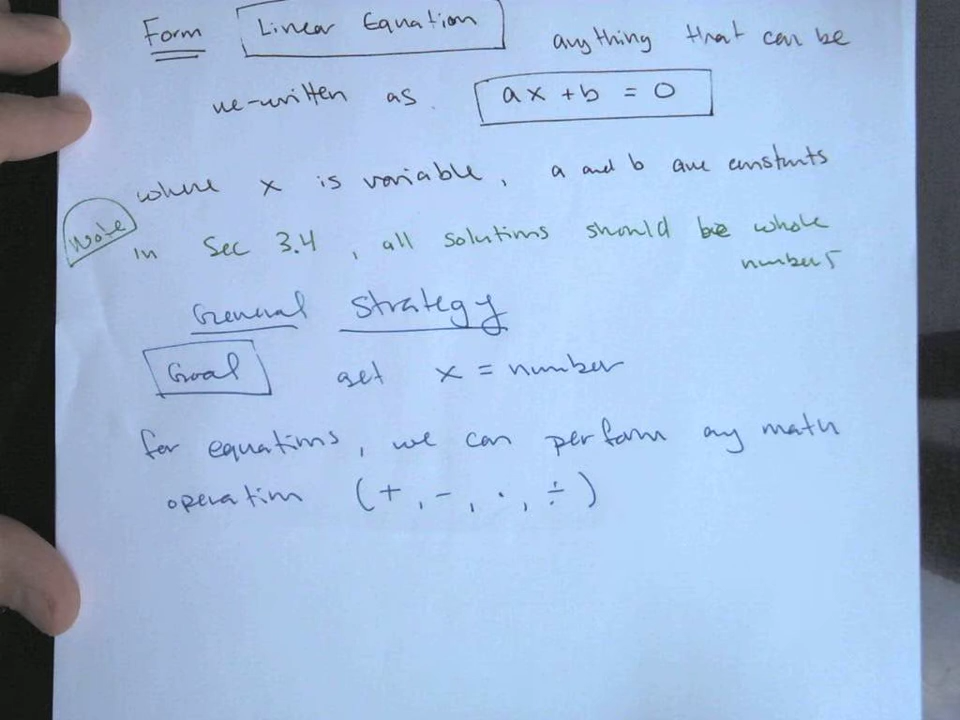 Form Linear Equation anything that can be
re-written as ax + b = 0
where x is variable, a and b are constants
Note In Sec 3.4, all solutions should be whole
numbers
General Strategy
Goal get x = number
for equations, we can perform any math
operation (+, -, ·, ÷)